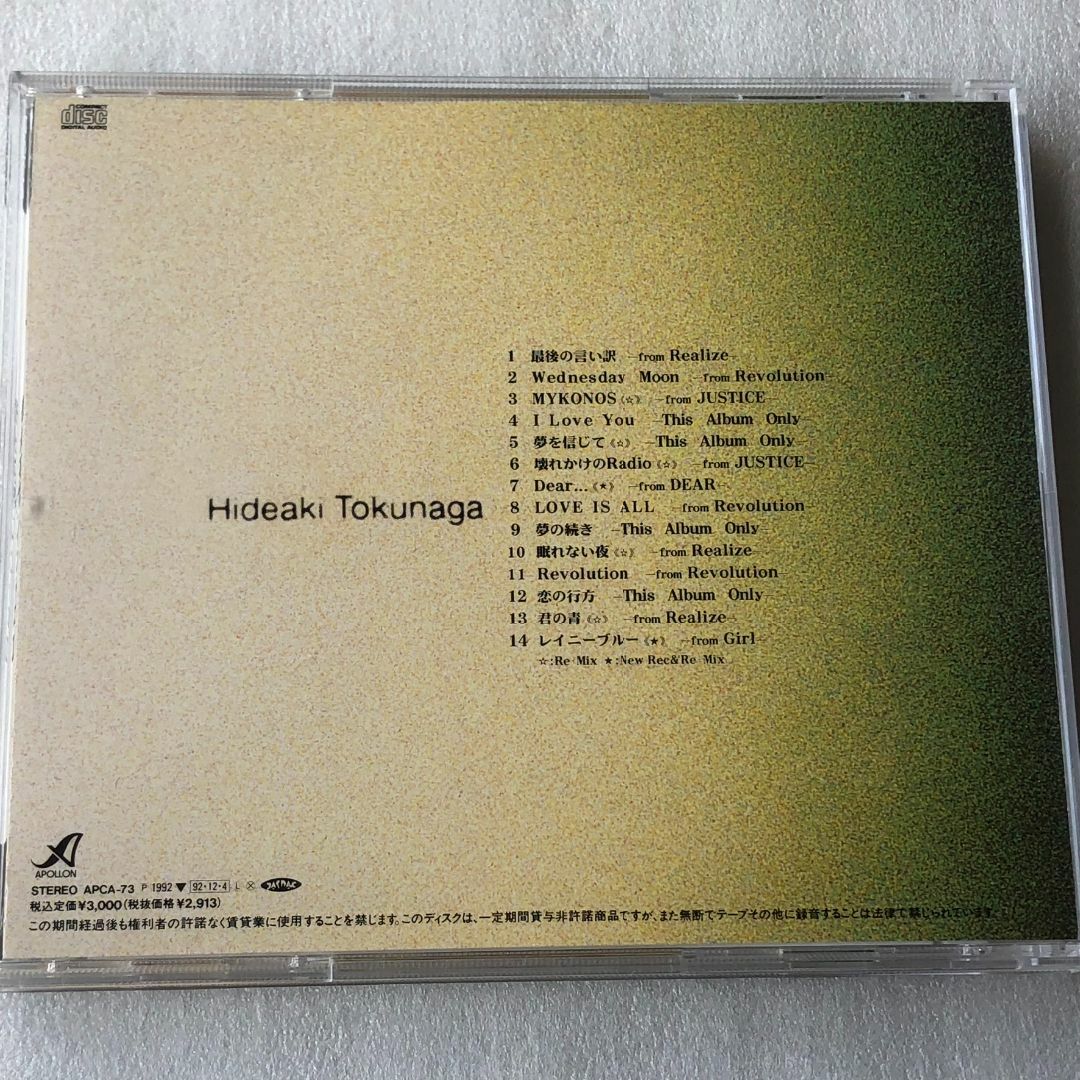 COMPACT
disc
DIGITAL AUDIO
Hideaki Tokunaga
1 最後の言い訳 —from Realize—
2 Wednesday Moon —from Revolution—
3 MYKONOS《☆》 —from JUSTICE—
4 I Love You —This Album Only—
5 夢を信じて《☆》 —This Album Only—
6 壊れかけのRadio《☆》 —from JUSTICE—
7 Dear...《★》 —from DEAR—
8 LOVE IS ALL —from Revolution—
9 夢の続き —This Album Only—
10 眠れない夜《☆》 —from Realize—
11 Revolution —from Revolution—
12 恋の行方 —This Album Only—
13 君の青《☆》 —from Realize—
14 レイニーブルー《★》 —from Girl—
☆:Re Mix ★:New Rec&Re Mix
APOLLON
STEREO APCA-73 P 1992 ▼ 92・12・4 L
税込定価¥3,000(税抜価格¥2,913)
この期間経過後も権利者の許諾なく賃貸業に使用することを禁じます。このディスクは、一定期間貸与非許諾商品ですが、また無断でテープその他に録音することは法律で禁じられています。